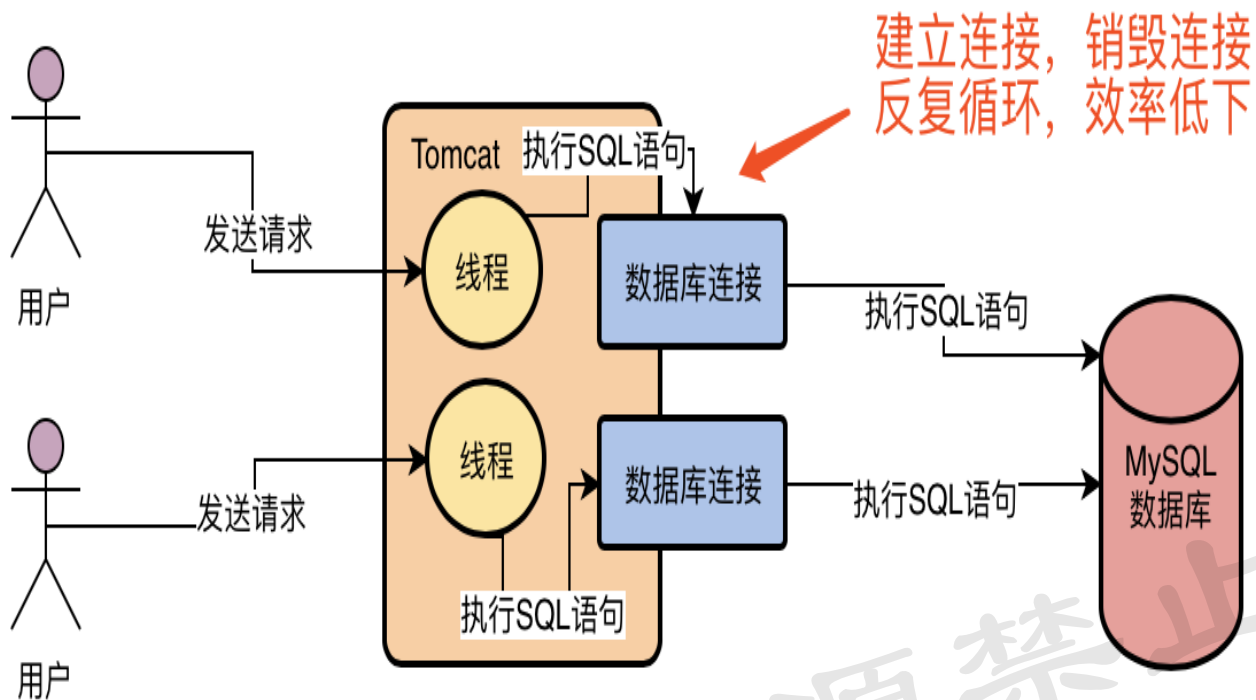 建立连接，销毁连接
反复循环，效率低下
Tomcat
执行SQL语句
发送请求
线程
数据库连接
用户
执行SQL语句
线程
数据库连接
MySQL
数据库
发送请求
执行SQL语句
执行SQL语句
用户
源禁止